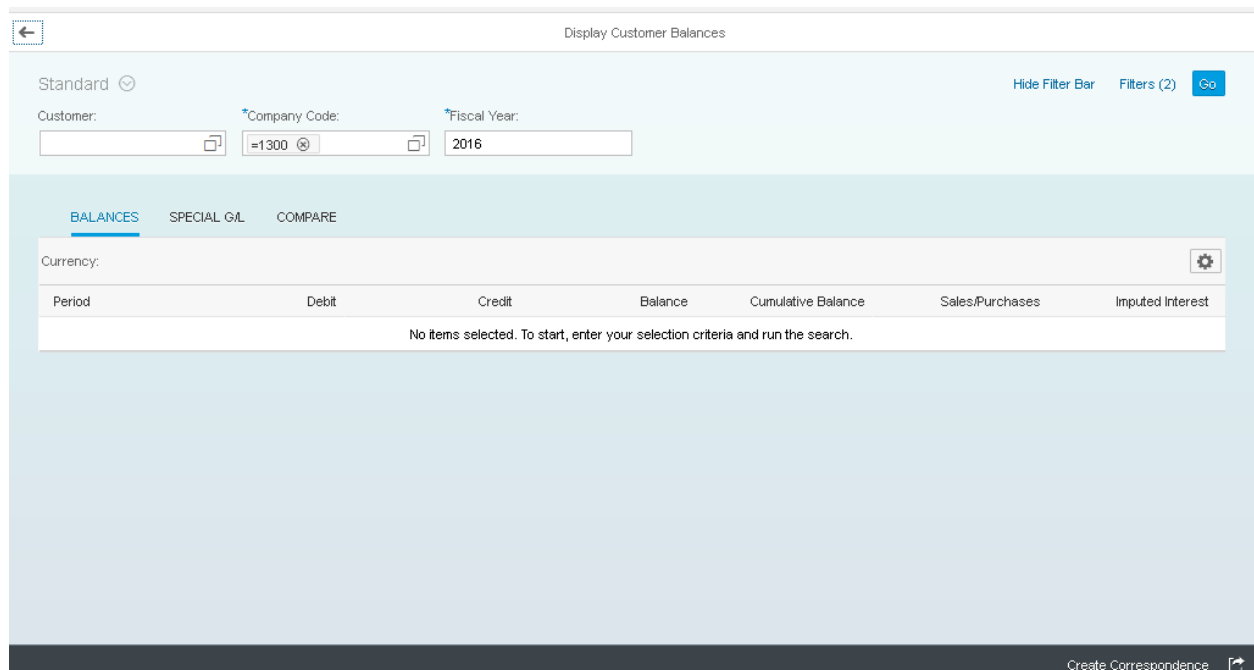 Display Customer Balances
Standard
Hide Filter Bar Filters (2) Go
Customer: *Company Code: *Fiscal Year:
=1300 2016
BALANCES SPECIAL G/L COMPARE
Currency:
Period Debit Credit Balance Cumulative Balance Sales/Purchases Imputed Interest
No items selected. To start, enter your selection criteria and run the search.
Create Correspondence